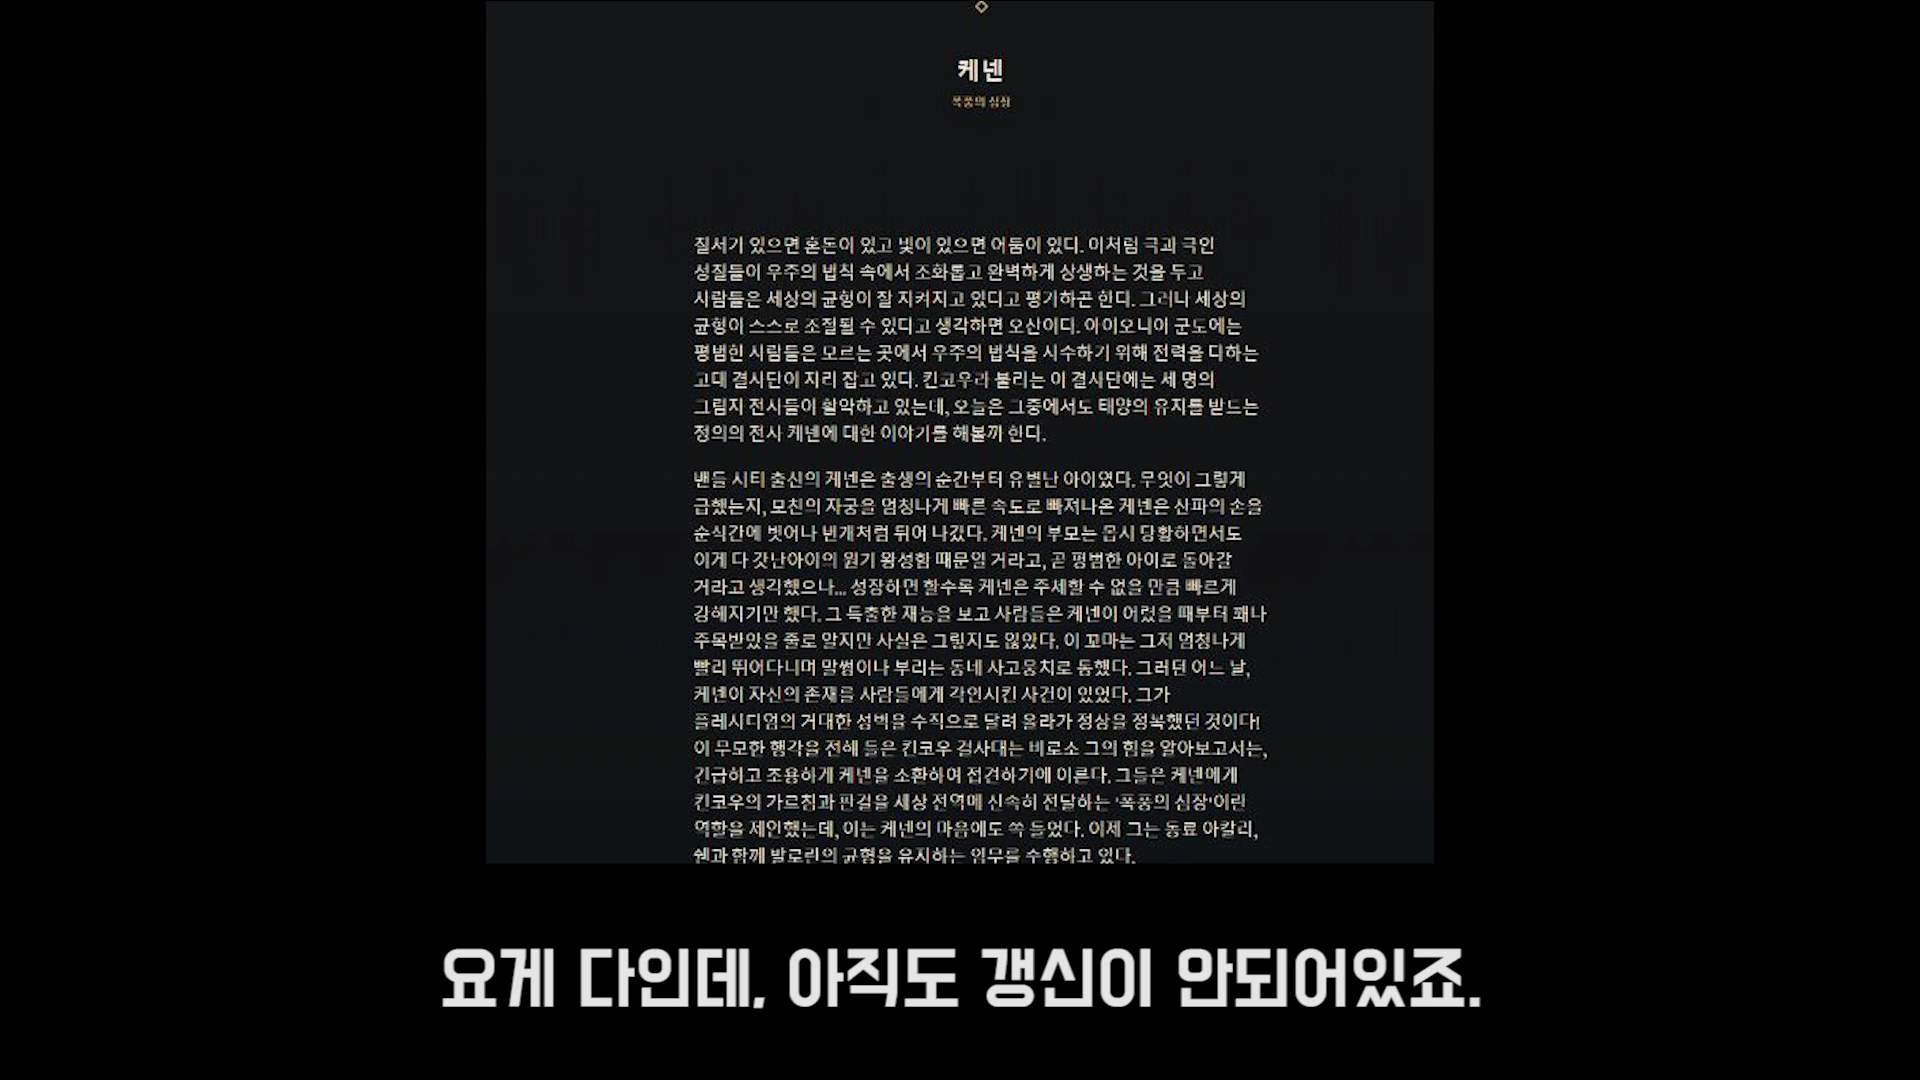 케넨
폭풍의 심장
질서가 있으면 혼돈이 있고 빛이 있으면 어둠이 있다. 이처럼 극과 극인
성질들이 우주의 법칙 속에서 조화롭고 완벽하게 상생하는 것을 두고
사람들은 세상의 균형이 잘 지켜지고 있다고 평가하곤 한다. 그러나 세상의
균형이 스스로 조절될 수 있다고 생각하면 오산이다. 아이오니아 군도에는
평범한 사람들은 모르는 곳에서 우주의 법칙을 사수하기 위해 전력을 다하는
고대 결사단이 자리 잡고 있다. 킨코우라 불리는 이 결사단에는 세 명의
그림자 전사들이 활약하고 있는데, 오늘은 그중에서도 태양의 유지를 받드는
정의의 전사 케넨에 대한 이야기를 해볼까 한다.
밴들 시티 출신의 케넨은 출생의 순간부터 유별난 아이였다. 무엇이 그렇게
급했는지, 모친의 자궁을 엄청나게 빠른 속도로 빠져나온 케넨은 산파의 손을
순식간에 벗어나 번개처럼 튀어 나갔다. 케넨의 부모는 몹시 당황하면서도
이게 다 갓난아이의 원기 왕성함 때문일 거라고, 곧 평범한 아이로 돌아갈
거라고 생각했으나... 성장하면 할수록 케넨은 주체할 수 없을 만큼 빠르게
강해지기만 했다. 그 특출한 재능을 보고 사람들은 케넨이 어렸을 때부터 꽤나
주목받았을 줄로 알지만 사실은 그렇지도 않았다. 이 꼬마는 그저 엄청나게
빨리 뛰어다니며 말썽이나 부리는 동네 사고뭉치로 통했다. 그러던 어느 날,
케넨이 자신의 존재를 사람들에게 각인시킨 사건이 있었다. 그가
플레시디엄의 거대한 성벽을 수직으로 달려 올라가 정상을 정복했던 것이다!
이 무모한 행각을 전해 들은 킨코우 결사대는 비로소 그의 힘을 알아보고서는,
긴급하고 조용하게 케넨을 소환하여 접견하기에 이른다. 그들은 케넨에게
킨코우의 가르침과 판결을 세상 전역에 신속히 전달하는 '폭풍의 심장'이란
역할을 제안했는데, 이는 케넨의 마음에도 쏙 들었다. 이제 그는 동료 아칼리,
쉔과 함께 발로란의 균형을 유지하는 임무를 수행하고 있다.
요게 다인데, 아직도 갱신이 안되어있죠.